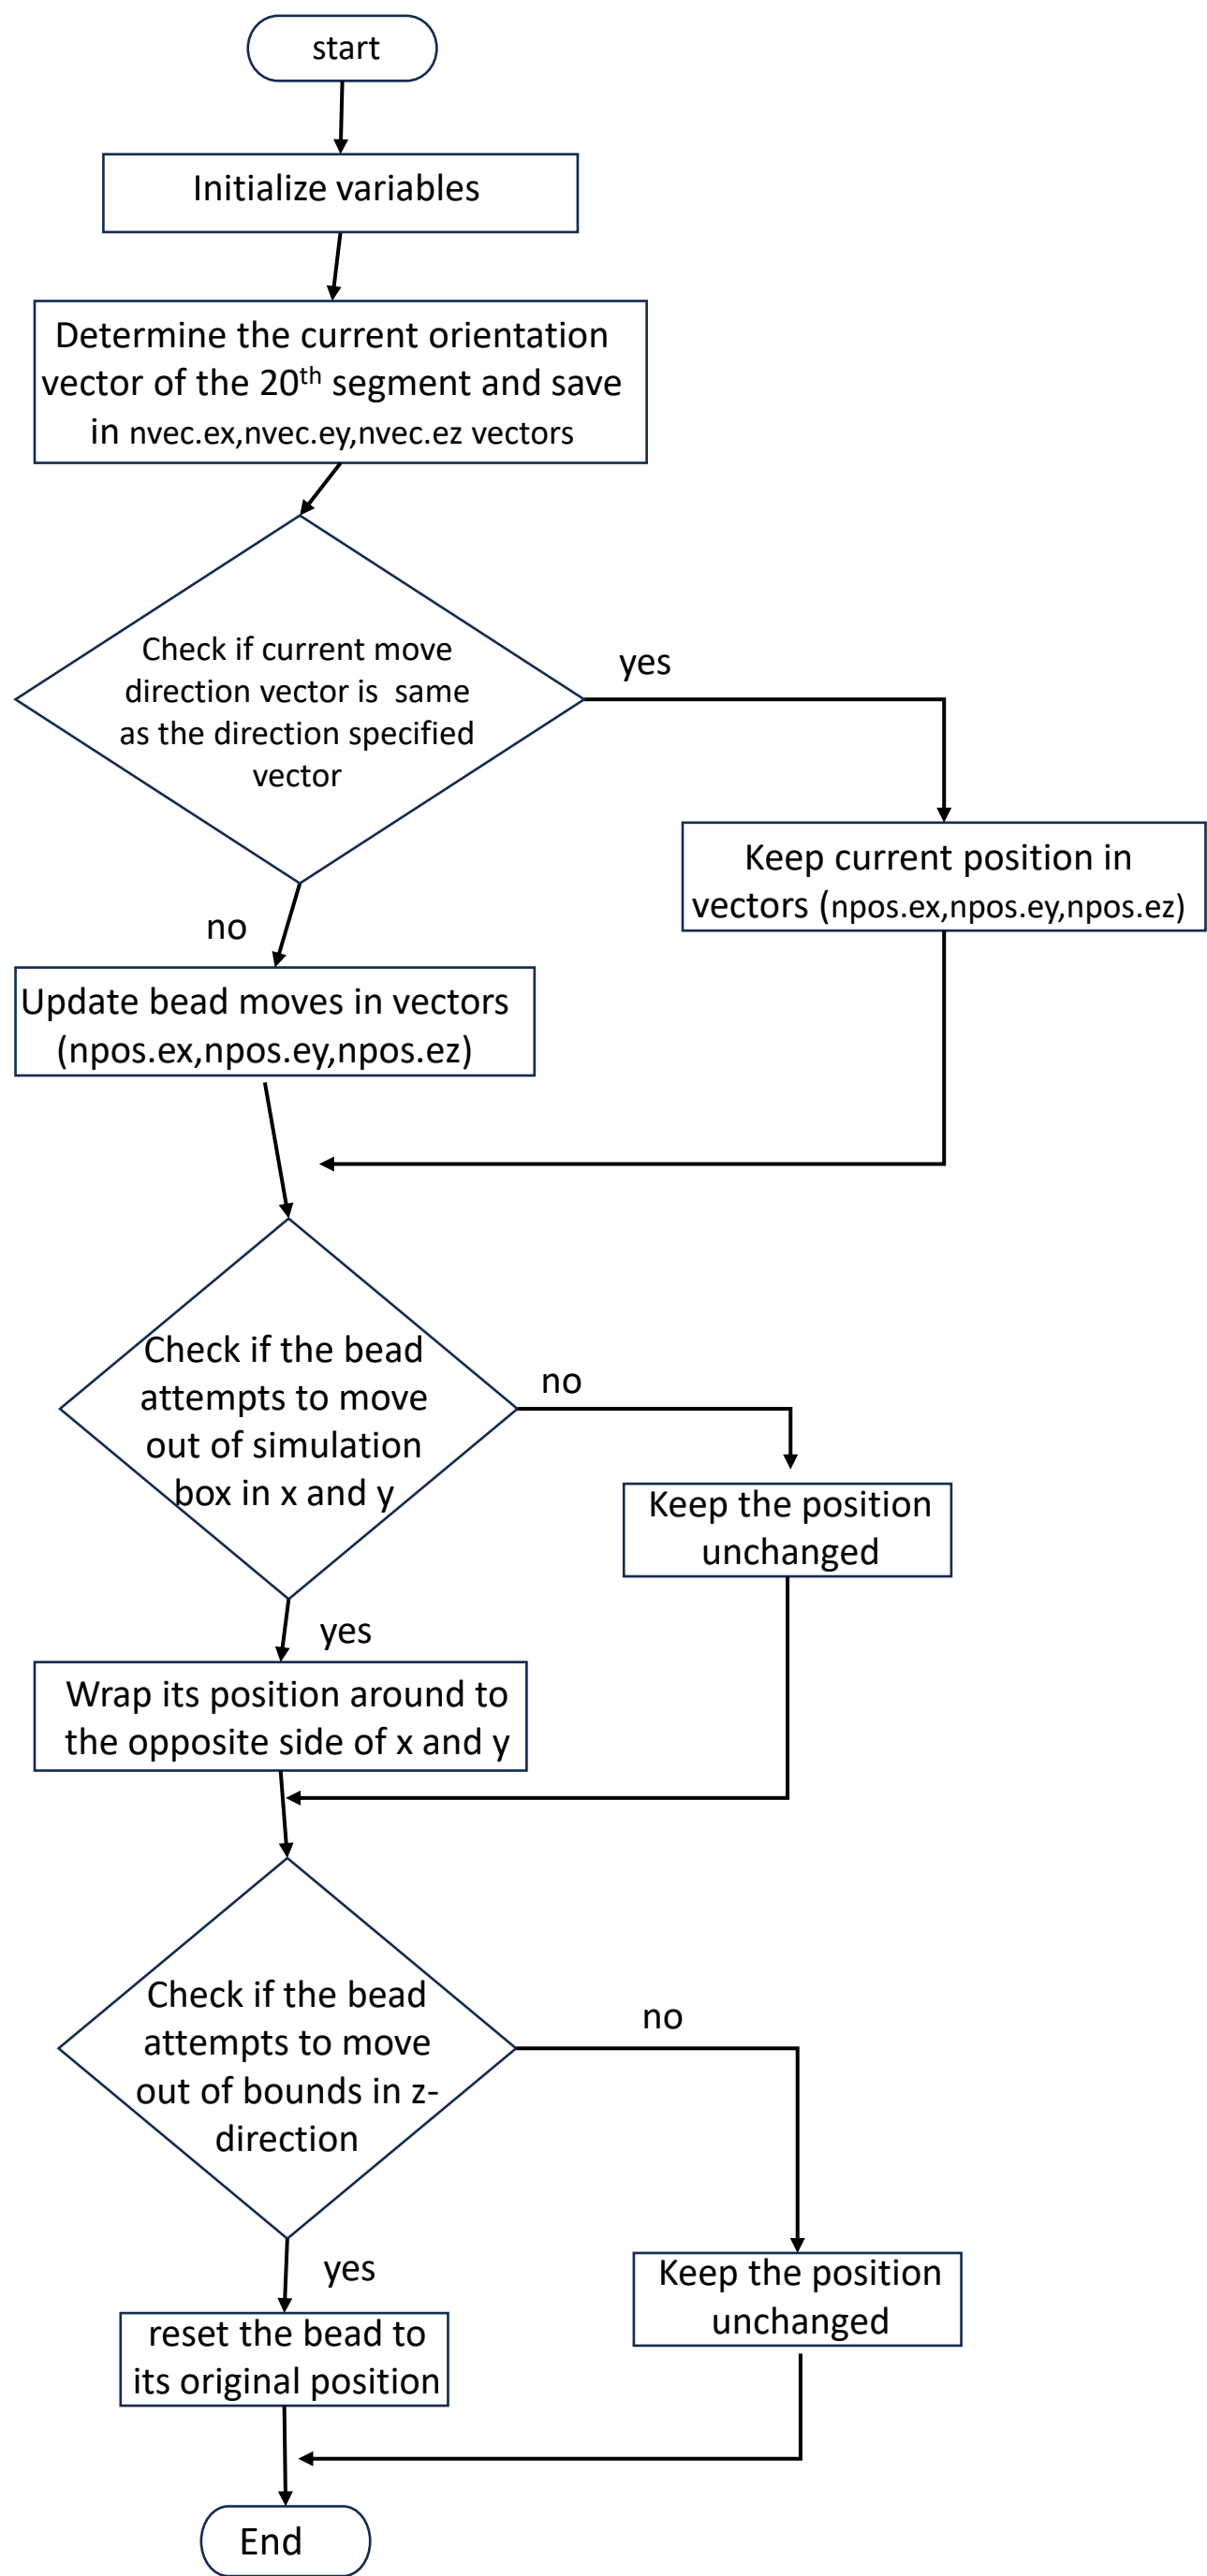 start
Initialize variables
Determine the current orientation
vector of the 20th segment and save
in nvec.ex,nvec.ey,nvec.ez vectors
Check if current move
direction vector is  same
as the direction specified
vector
yes
Keep current position in
vectors (npos.ex,npos.ey,npos.ez)
no
Update bead moves in vectors
(npos.ex,npos.ey,npos.ez)
Check if the bead
attempts to move
out of simulation
box in x and y
no
Keep the position
unchanged
yes
Wrap its position around to
the opposite side of x and y
Check if the bead
attempts to move
out of bounds in z-
direction
no
Keep the position
unchanged
yes
reset the bead to
its original position
End